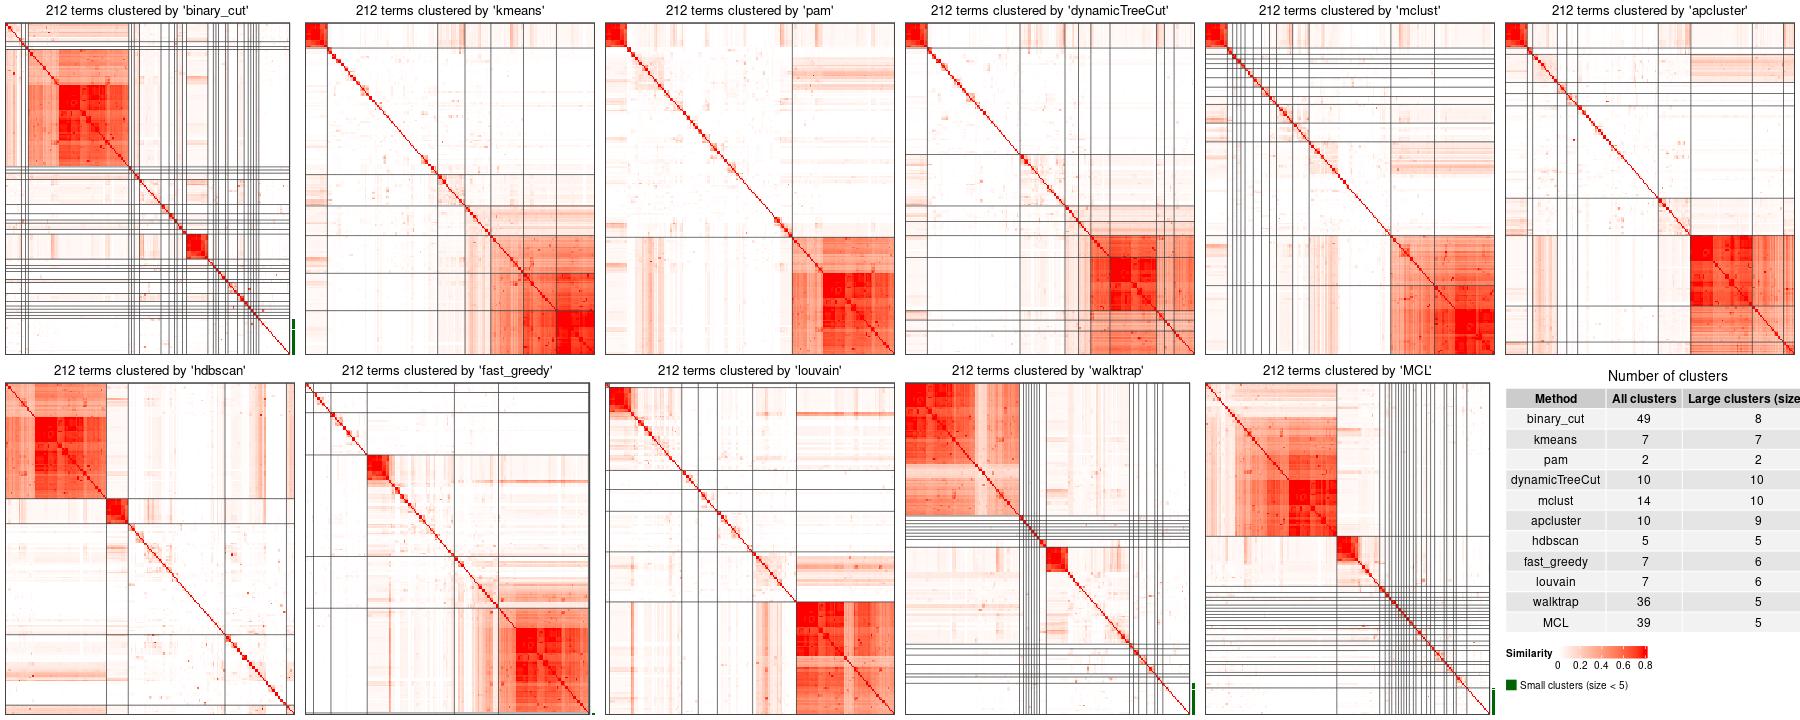 212 terms clustered by 'binary_cut'
212 terms clustered by 'kmeans'
212 terms clustered by 'pam'
212 terms clustered by 'dynamicTreeCut'
212 terms clustered by 'mclust'
212 terms clustered by 'apcluster'
212 terms clustered by 'hdbscan'
212 terms clustered by 'fast_greedy'
212 terms clustered by 'louvain'
212 terms clustered by 'walktrap'
212 terms clustered by 'MCL'
Number of clusters
Method All clusters Large clusters (size
binary_cut 49 8
kmeans 7 7
pam 2 2
dynamicTreeCut 10 10
mclust 14 10
apcluster 10 9
hdbscan 5 5
fast_greedy 7 6
louvain 7 6
walktrap 36 5
MCL 39 5
Similarity
0 0.2 0.4 0.6 0.8
Small clusters (size < 5)